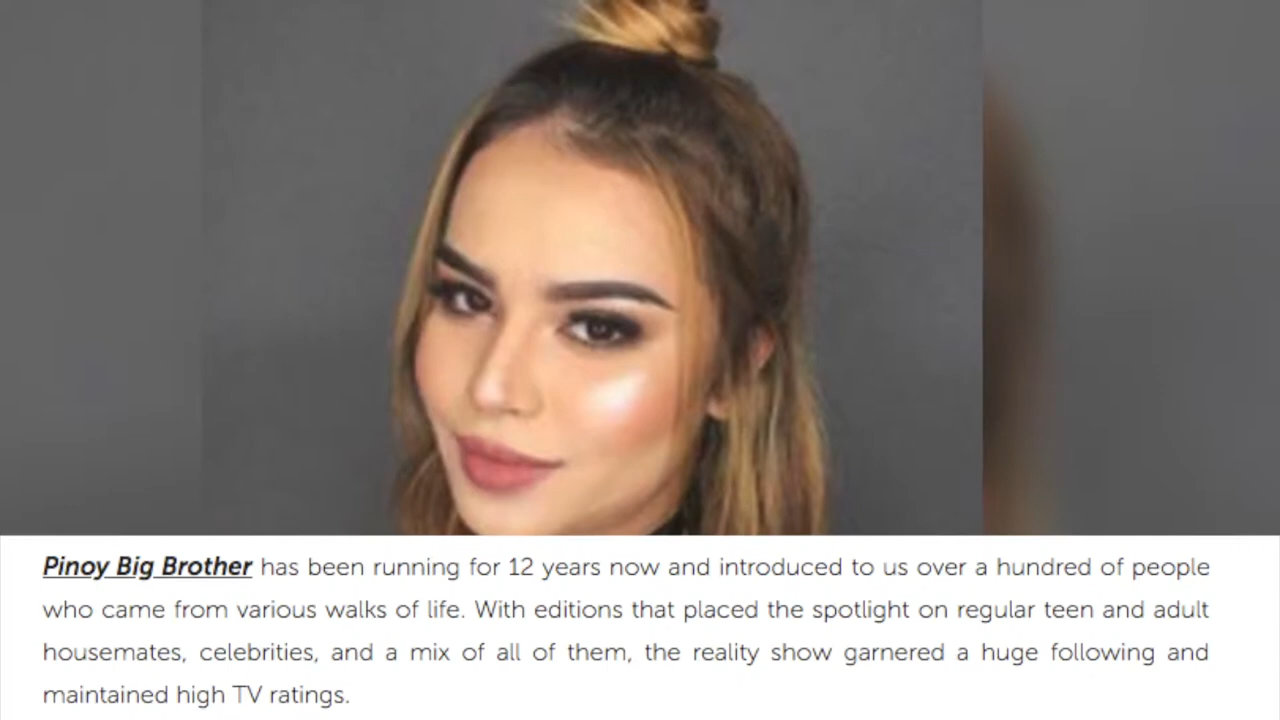 Pinoy Big Brother has been running for 12 years now and introduced to us over a hundred of people
who came from various walks of life. With editions that placed the spotlight on regular teen and adult
housemates, celebrities, and a mix of all of them, the reality show garnered a huge following and
maintained high TV ratings.